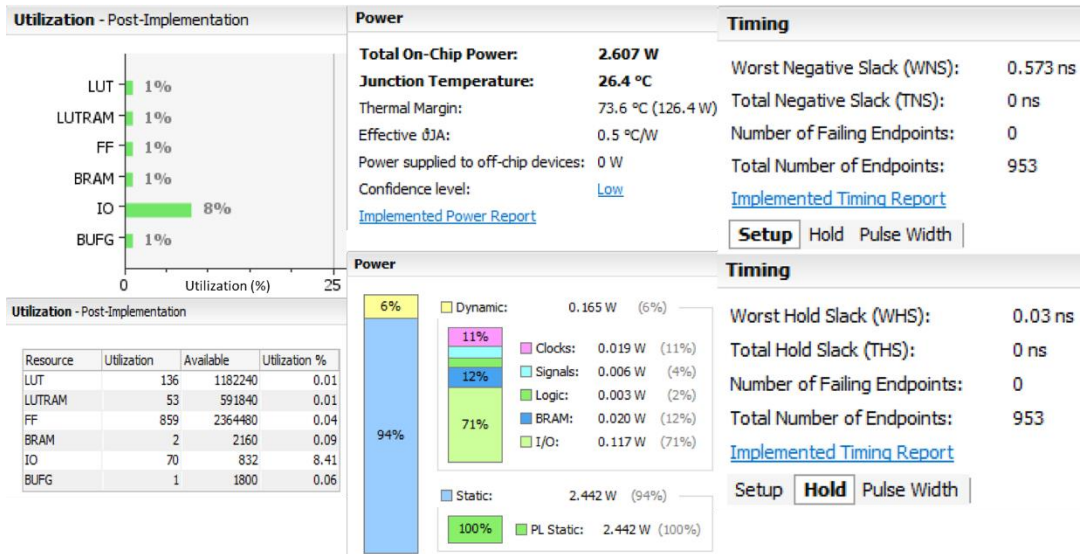 Utilization - Post-Implementation
LUT 1%
LUTRAM 1%
FF 1%
BRAM 1%
IO 8%
BUFG 1%
0 Utilization (%) 25
Utilization - Post-Implementation
Resource Utilization Available Utilization %
LUT 136 1182240 0.01
LUTRAM 53 591840 0.01
FF 859 2364480 0.04
BRAM 2 2160 0.09
IO 70 832 8.41
BUFG 1 1800 0.06
Power
Total On-Chip Power: 2.607 W
Junction Temperature: 26.4 °C
Thermal Margin: 73.6 °C (126.4 W)
Effective ϑJA: 0.5 °C/W
Power supplied to off-chip devices: 0 W
Confidence level: Low
Implemented Power Report
Power
6% Dynamic: 0.165 W (6%)
11% Clocks: 0.019 W (11%)
Signals: 0.006 W (4%)
Logic: 0.003 W (2%)
12% BRAM: 0.020 W (12%)
71% I/O: 0.117 W (71%)
94%
Static: 2.442 W (94%)
100% PL Static: 2.442 W (100%)
Timing
Worst Negative Slack (WNS): 0.573 ns
Total Negative Slack (TNS): 0 ns
Number of Failing Endpoints: 0
Total Number of Endpoints: 953
Implemented Timing Report
Setup Hold Pulse Width
Timing
Worst Hold Slack (WHS): 0.03 ns
Total Hold Slack (THS): 0 ns
Number of Failing Endpoints: 0
Total Number of Endpoints: 953
Implemented Timing Report
Setup Hold Pulse Width